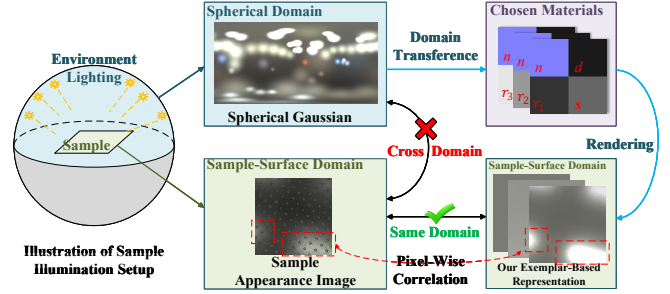 Environment
Lighting
Sample
Illustration of Sample
Illumination Setup
Spherical Domain
Spherical Gaussian
Domain
Transference
Chosen Materials
n
n
n
d
r3
r2
r1
s
Rendering
Cross Domain
Sample-Surface Domain
Sample
Appearance Image
Same Domain
Pixel-Wise
Correlation
Sample-Surface Domain
Our Exemplar-Based
Representation